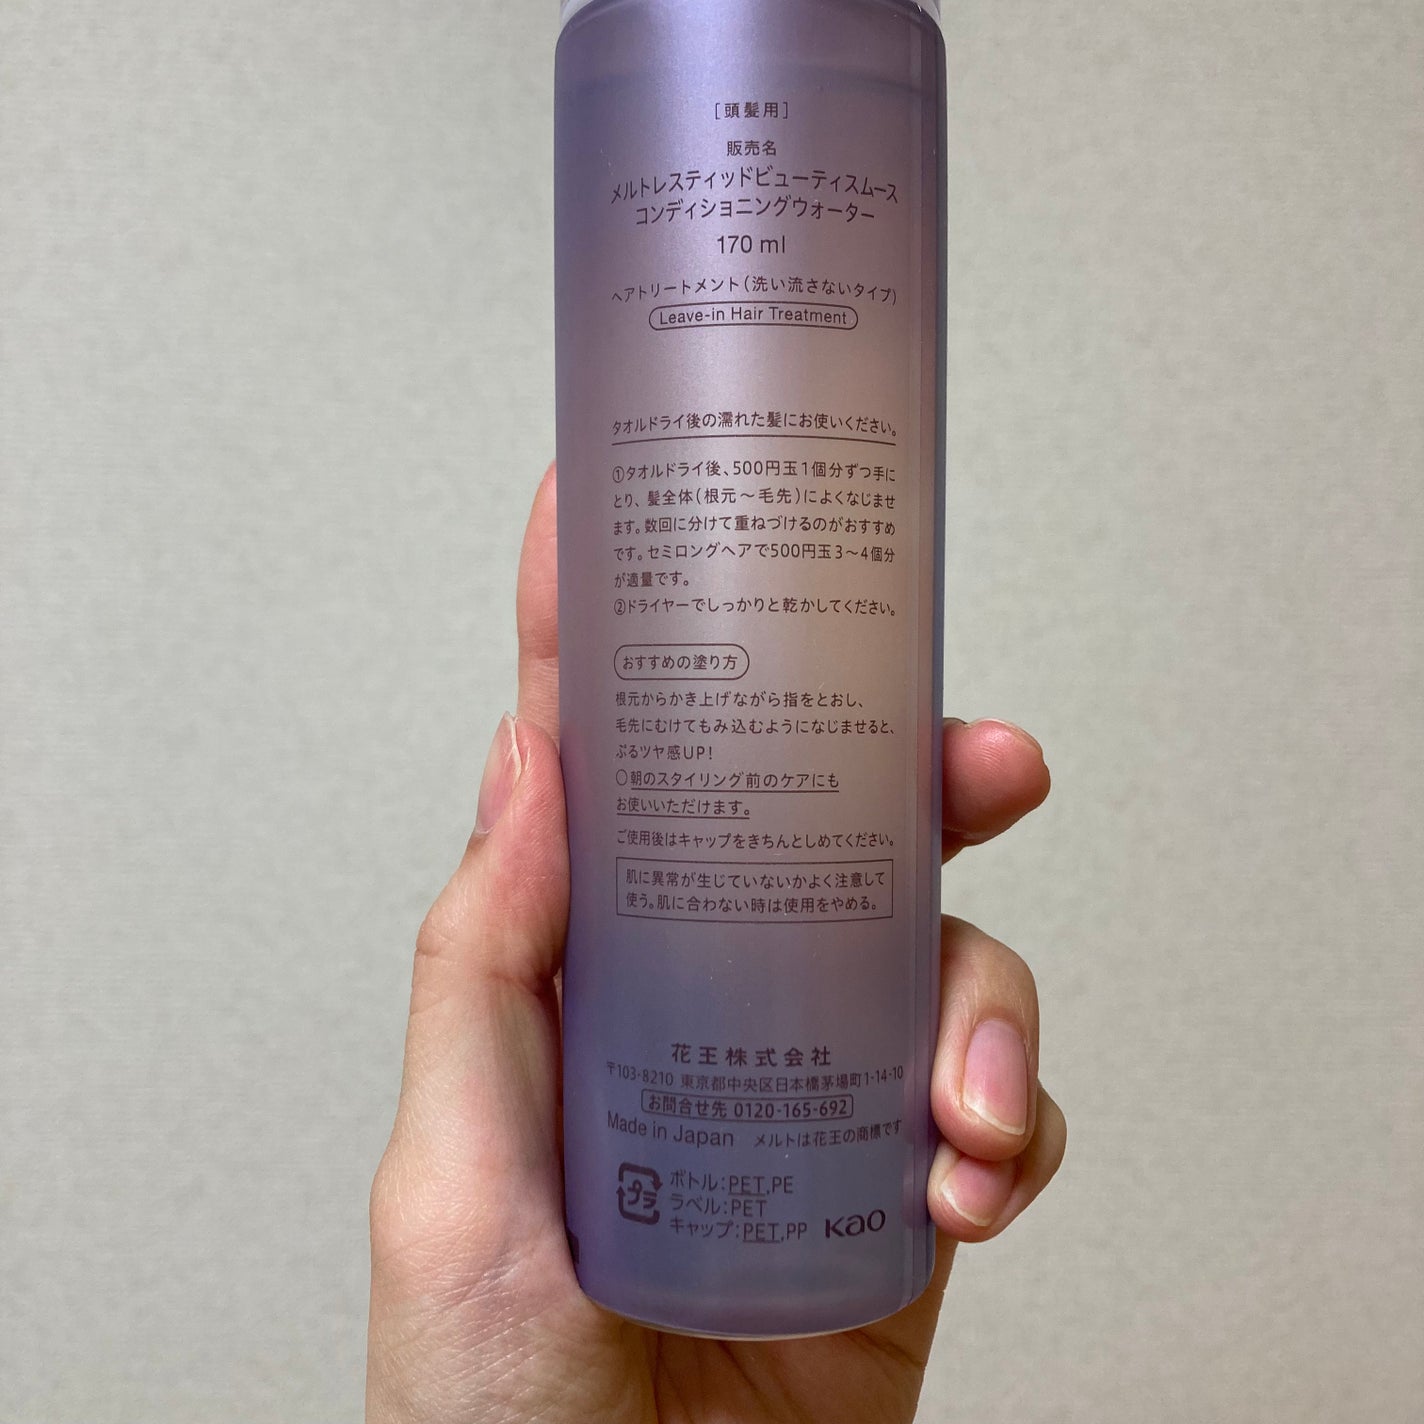 ［頭髪用］
販売名
メルトレスティッドビューティスムース
コンディショニングウォーター
170 ml
ヘアトリートメント（洗い流さないタイプ）
Leave-in Hair Treatment
タオルドライ後の濡れた髪にお使いください。
①タオルドライ後、500円玉1個分ずつ手に
とり、髪全体（根元〜毛先）によくなじませ
ます。数回に分けて重ねづけるのがおすすめ
です。セミロングヘアで500円玉3〜4個分
が適量です。
②ドライヤーでしっかりと乾かしてください。
おすすめの塗り方
根元からかき上げながら指をとおし、
毛先にむけてもみ込むようになじませると、
ぷるツヤ感UP！
○朝のスタイリング前のケアにも
お使いいただけます。
ご使用後はキャップをきちんとしめてください。
肌に異常が生じていないかよく注意して
使う。肌に合わない時は使用をやめる。
花王株式会社
〒103-8210 東京都中央区日本橋茅場町1-14-10
お問合せ先 0120-165-692
Made in Japan メルトは花王の商標です
プラ
ボトル：PET,PE
ラベル：PET
キャップ：PET,PP
Kao